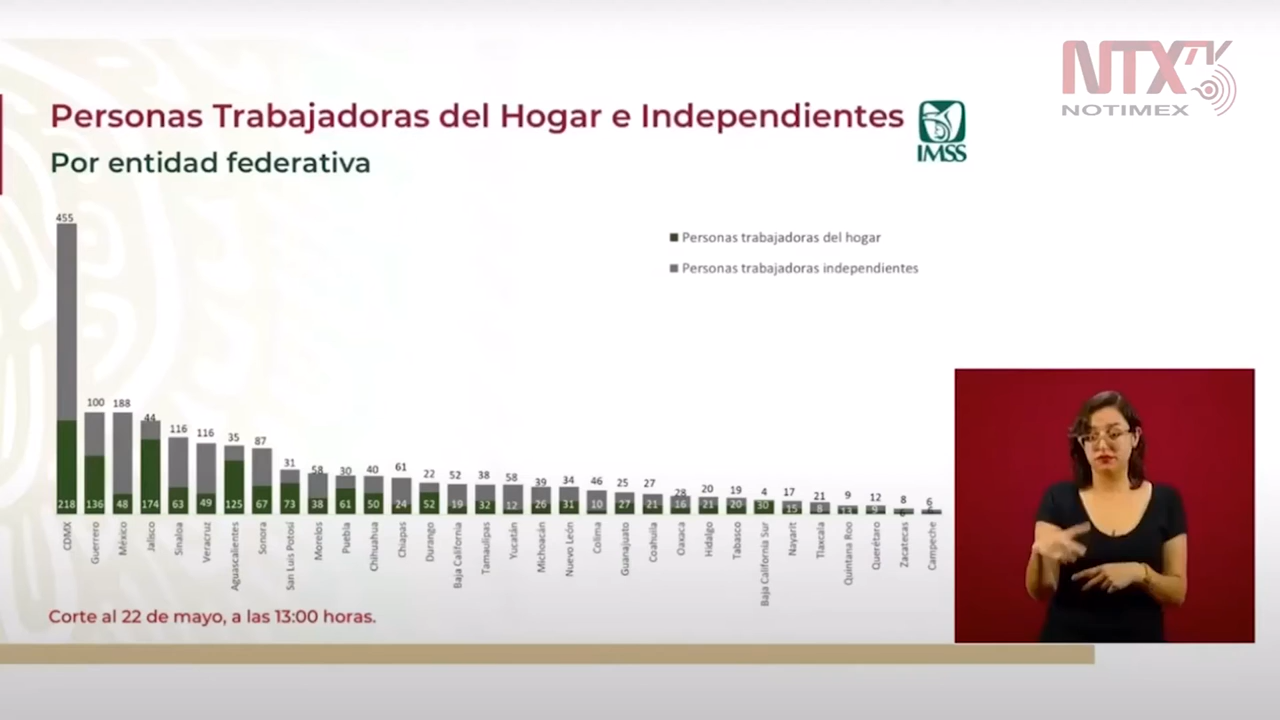 NTX
NOTIMEX
Personas Trabajadoras del Hogar e Independientes
IMSS
Por entidad federativa
Personas trabajadoras del hogar
Personas trabajadoras independientes
455
100 188 44 116 116 35 87 31 58 30 40 61 22 52 38 58 39 34 46 25 27 28 20 19 4 17 21 9 12 8 6
218 136 48 174 63 49 125 67 73 38 61 50 24 52 19 32 12 26 31 10 27 21 16 21 20 30 15 8 13 9
CDMX
Guerrero
México
Jalisco
Sinaloa
Veracruz
Aguascalientes
Sonora
San Luis Potosí
Morelos
Puebla
Chihuahua
Chiapas
Durango
Baja California
Tamaulipas
Yucatán
Michoacán
Nuevo León
Colima
Guanajuato
Coahuila
Oaxaca
Hidalgo
Tabasco
Baja California Sur
Nayarit
Tlaxcala
Quintana Roo
Querétaro
Zacatecas
Campeche
Corte al 22 de mayo, a las 13:00 horas.